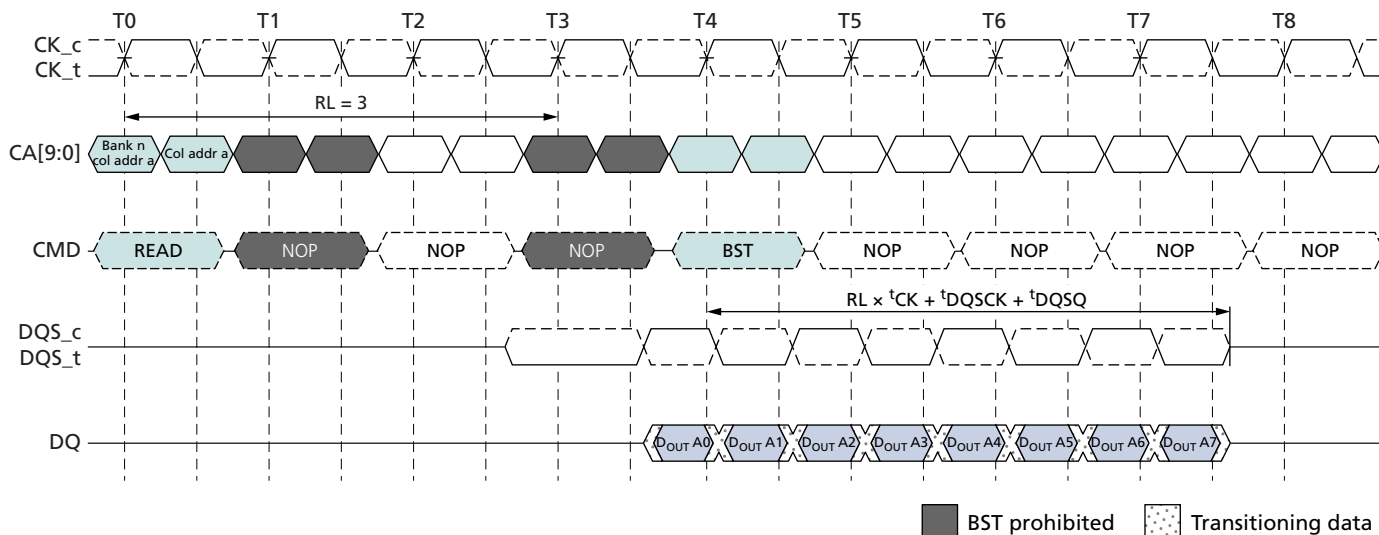 T0 T1 T2 T3 T4 T5 T6 T7 T8
CK_c
CK_t
RL = 3
CA[9:0]
Bank n
col addr a
Col addr a
CMD
READ NOP NOP NOP BST NOP NOP NOP NOP
RL × tCK + tDQSCK + tDQSQ
DQS_c
DQS_t
DQ
DOUT A0 DOUT A1 DOUT A2 DOUT A3 DOUT A4 DOUT A5 DOUT A6 DOUT A7
BST prohibited Transitioning data